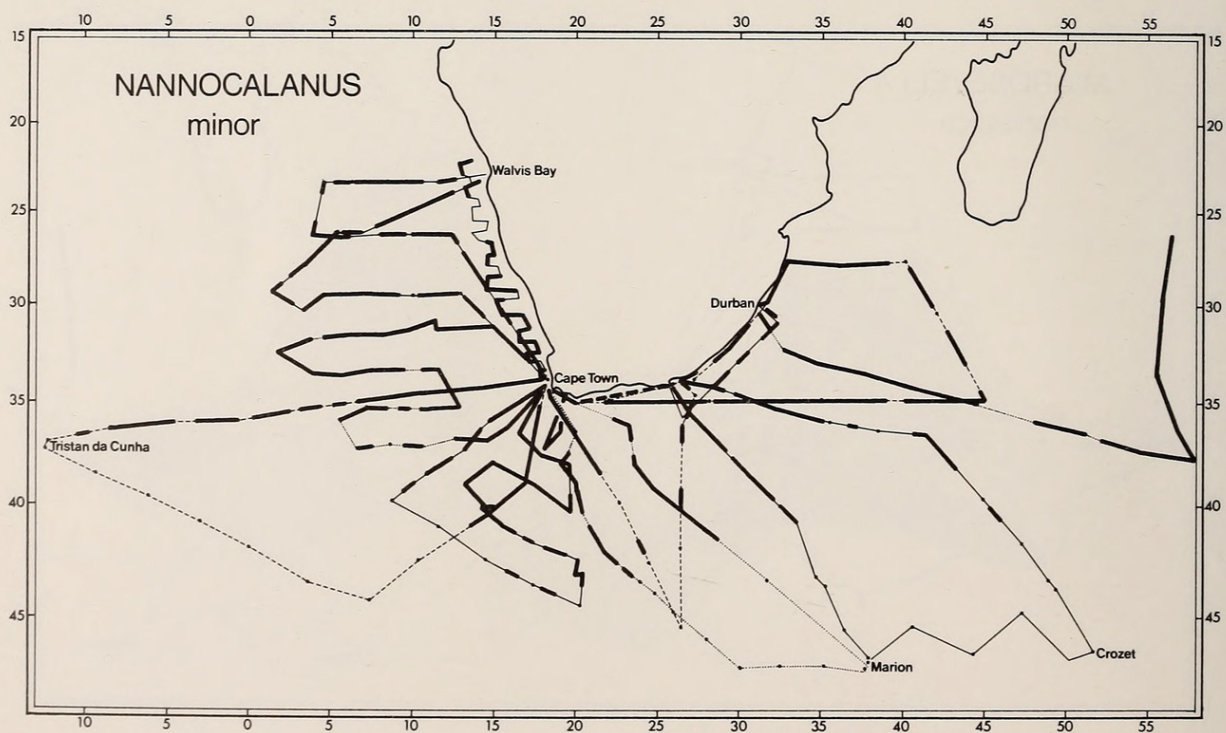 10 5 0 5 10 15 20 25 30 35 40 45 50 55
15 15
NANNOCALANUS
minor
20 20
Walvis Bay
25 25
30 Durban 30
Cape Town
35 35
Tristan da Cunha
40 40
45 45
Crozet
Marion
10 5 0 5 10 15 20 25 30 35 40 45 50 55